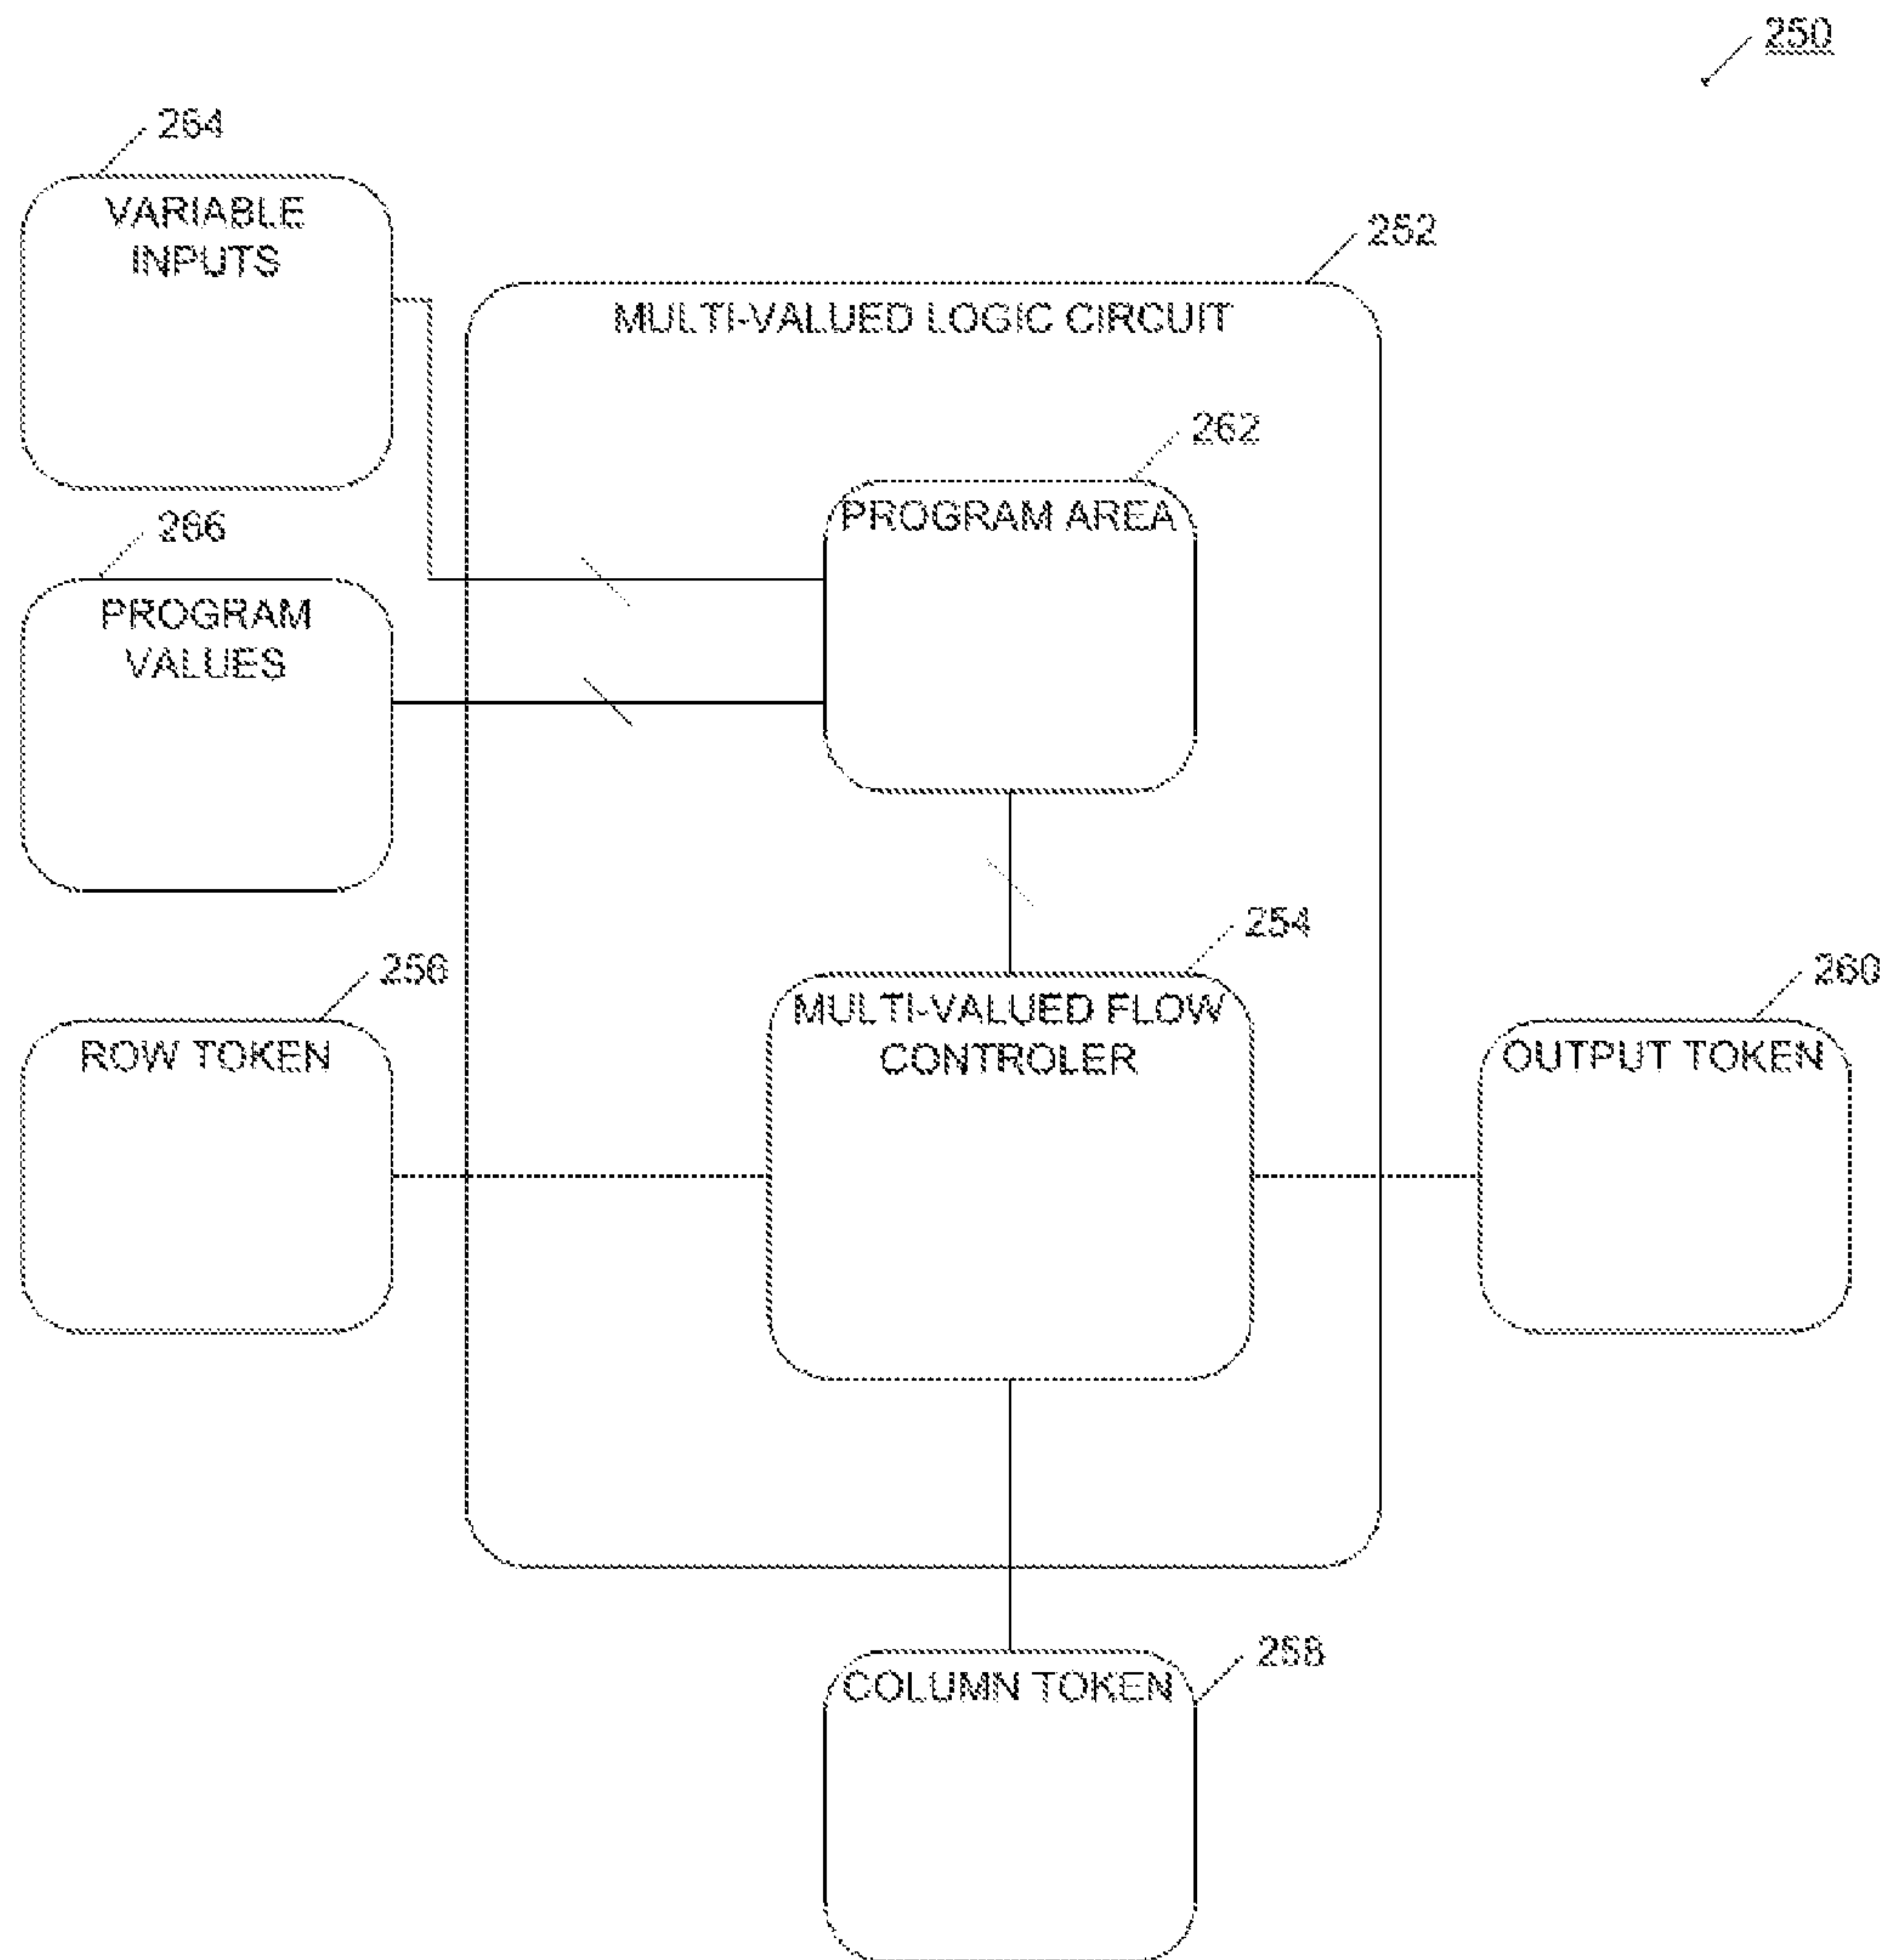 250
264
VARIABLE
INPUTS
252
MULTI-VALUED LOGIC CIRCUIT
262
PROGRAM AREA
266
PROGRAM
VALUES
254
MULTI-VALUED FLOW
CONTROLER
256
ROW TOKEN
260
OUTPUT TOKEN
258
COLUMN TOKEN